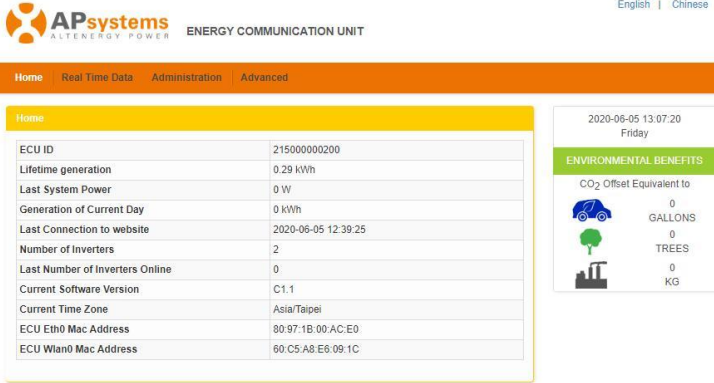 English | Chinese
APsystems
ALTENERGY POWER
ENERGY COMMUNICATION UNIT
Home Real Time Data Administration Advanced
Home
ECU ID 215000000200
Lifetime generation 0.29 kWh
Last System Power 0 W
Generation of Current Day 0 kWh
Last Connection to website 2020-06-05 12:39:25
Number of Inverters 2
Last Number of Inverters Online 0
Current Software Version C1.1
Current Time Zone Asia/Taipei
ECU Eth0 Mac Address 80:97:1B:00:AC:E0
ECU Wlan0 Mac Address 60:C5:A8:E6:09:1C
2020-06-05 13:07:20
Friday
ENVIRONMENTAL BENEFITS
CO2 Offset Equivalent to
0
GALLONS
0
TREES
0
KG